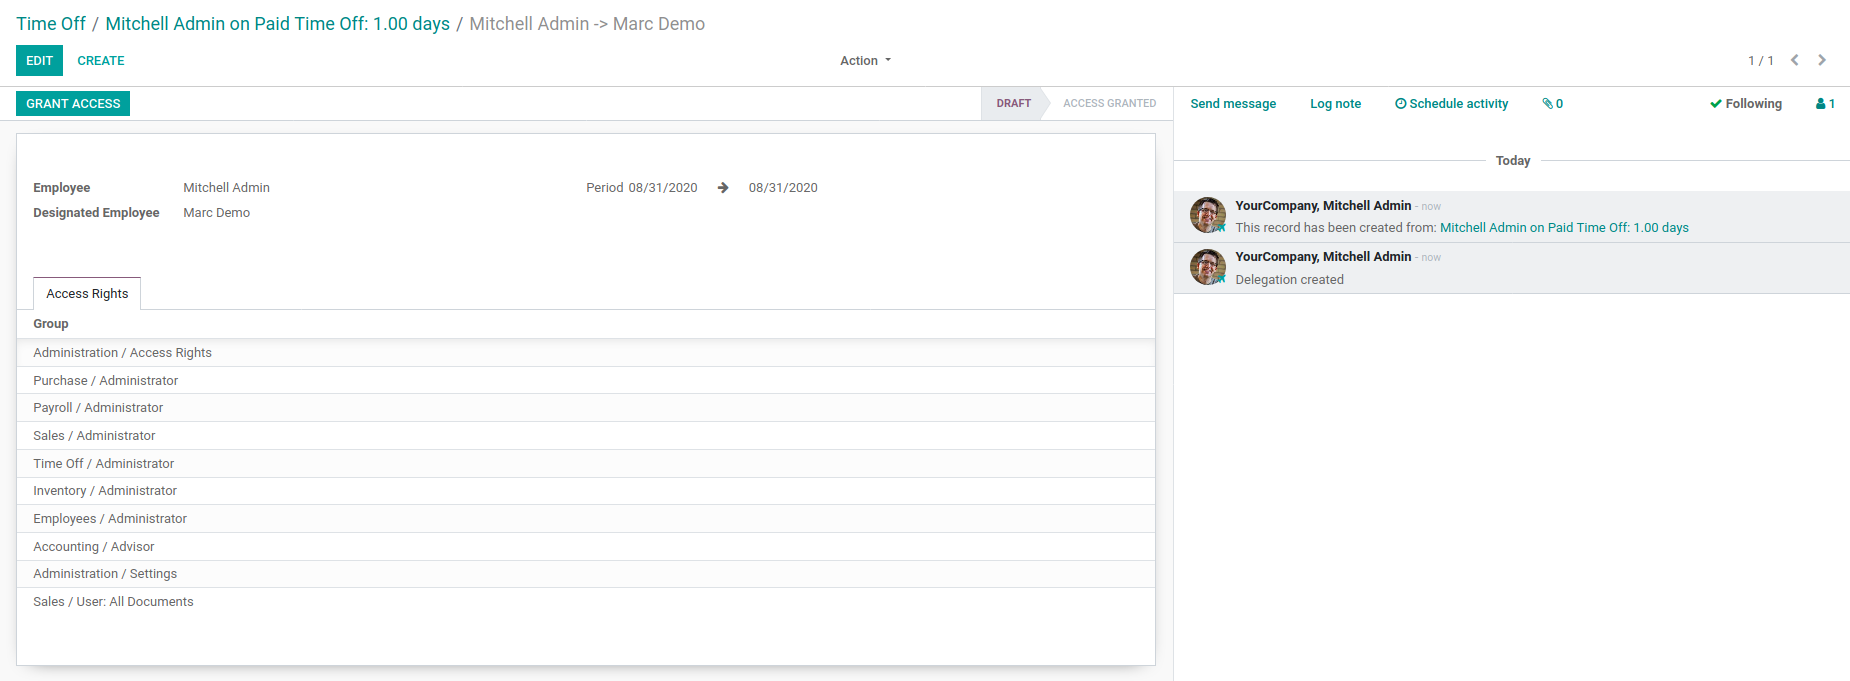 Time Off / Mitchell Admin on Paid Time Off: 1.00 days / Mitchell Admin -> Marc Demo
EDIT CREATE Action 1 / 1
GRANT ACCESS DRAFT ACCESS GRANTED
Send message Log note Schedule activity 0 Following 1
Employee Mitchell Admin Period 08/31/2020 → 08/31/2020
Designated Employee Marc Demo
Access Rights
Group
Administration / Access Rights
Purchase / Administrator
Payroll / Administrator
Sales / Administrator
Time Off / Administrator
Inventory / Administrator
Employees / Administrator
Accounting / Advisor
Administration / Settings
Sales / User: All Documents
Today
YourCompany, Mitchell Admin - now
This record has been created from: Mitchell Admin on Paid Time Off: 1.00 days
YourCompany, Mitchell Admin - now
Delegation created